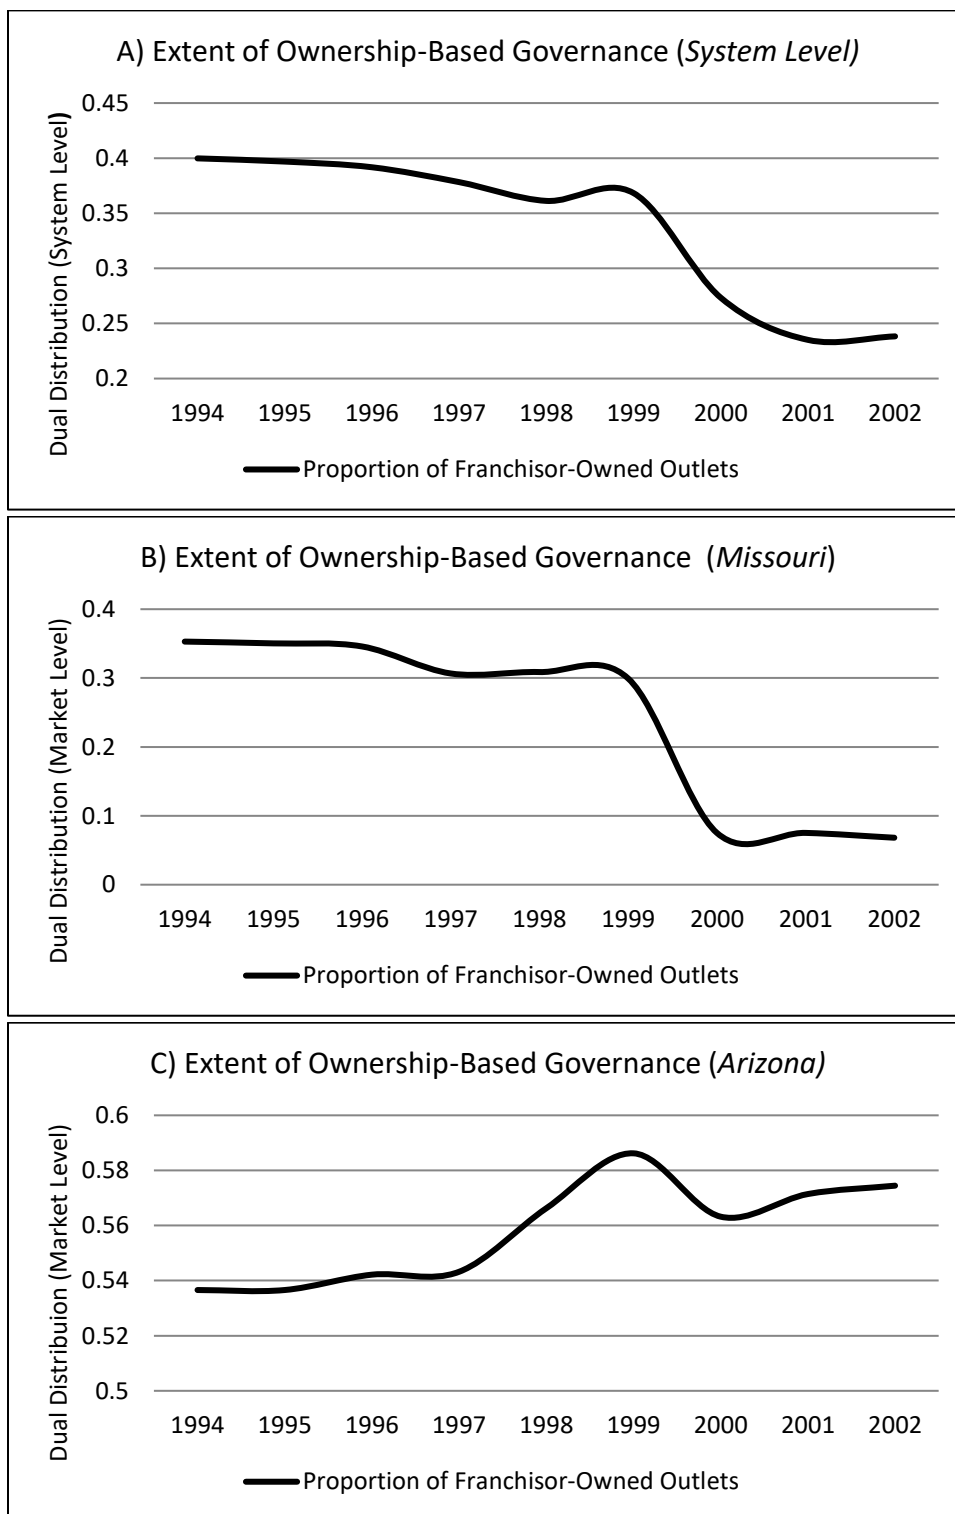 A) Extent of Ownership-Based Governance (System Level)
Dual Distribution (System Level)
0.45
0.4
0.35
0.3
0.25
0.2
1994 1995 1996 1997 1998 1999 2000 2001 2002
Proportion of Franchisor-Owned Outlets
B) Extent of Ownership-Based Governance (Missouri)
Dual Distribution (Market Level)
0.4
0.3
0.2
0.1
0
1994 1995 1996 1997 1998 1999 2000 2001 2002
Proportion of Franchisor-Owned Outlets
C) Extent of Ownership-Based Governance (Arizona)
Dual Distribuion (Market Level)
0.6
0.58
0.56
0.54
0.52
0.5
1994 1995 1996 1997 1998 1999 2000 2001 2002
Proportion of Franchisor-Owned Outlets